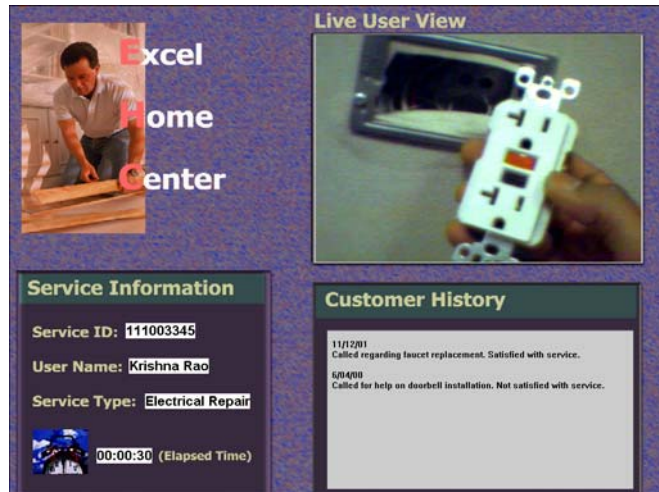 Excel
Home
Center
Live User View
Service Information
Service ID: 111003345
User Name: Krishna Rao
Service Type: Electrical Repair
00:00:30 (Elapsed Time)
Customer History
11/12/01
Called regarding faucet replacement. Satisfied with service.
6/04/00
Called for help on doorbell installation. Not satisfied with service.